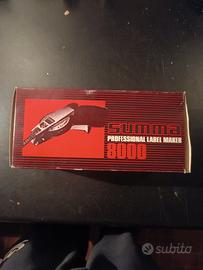 summa
PROFESSIONAL LABEL MAKER
8000
subito